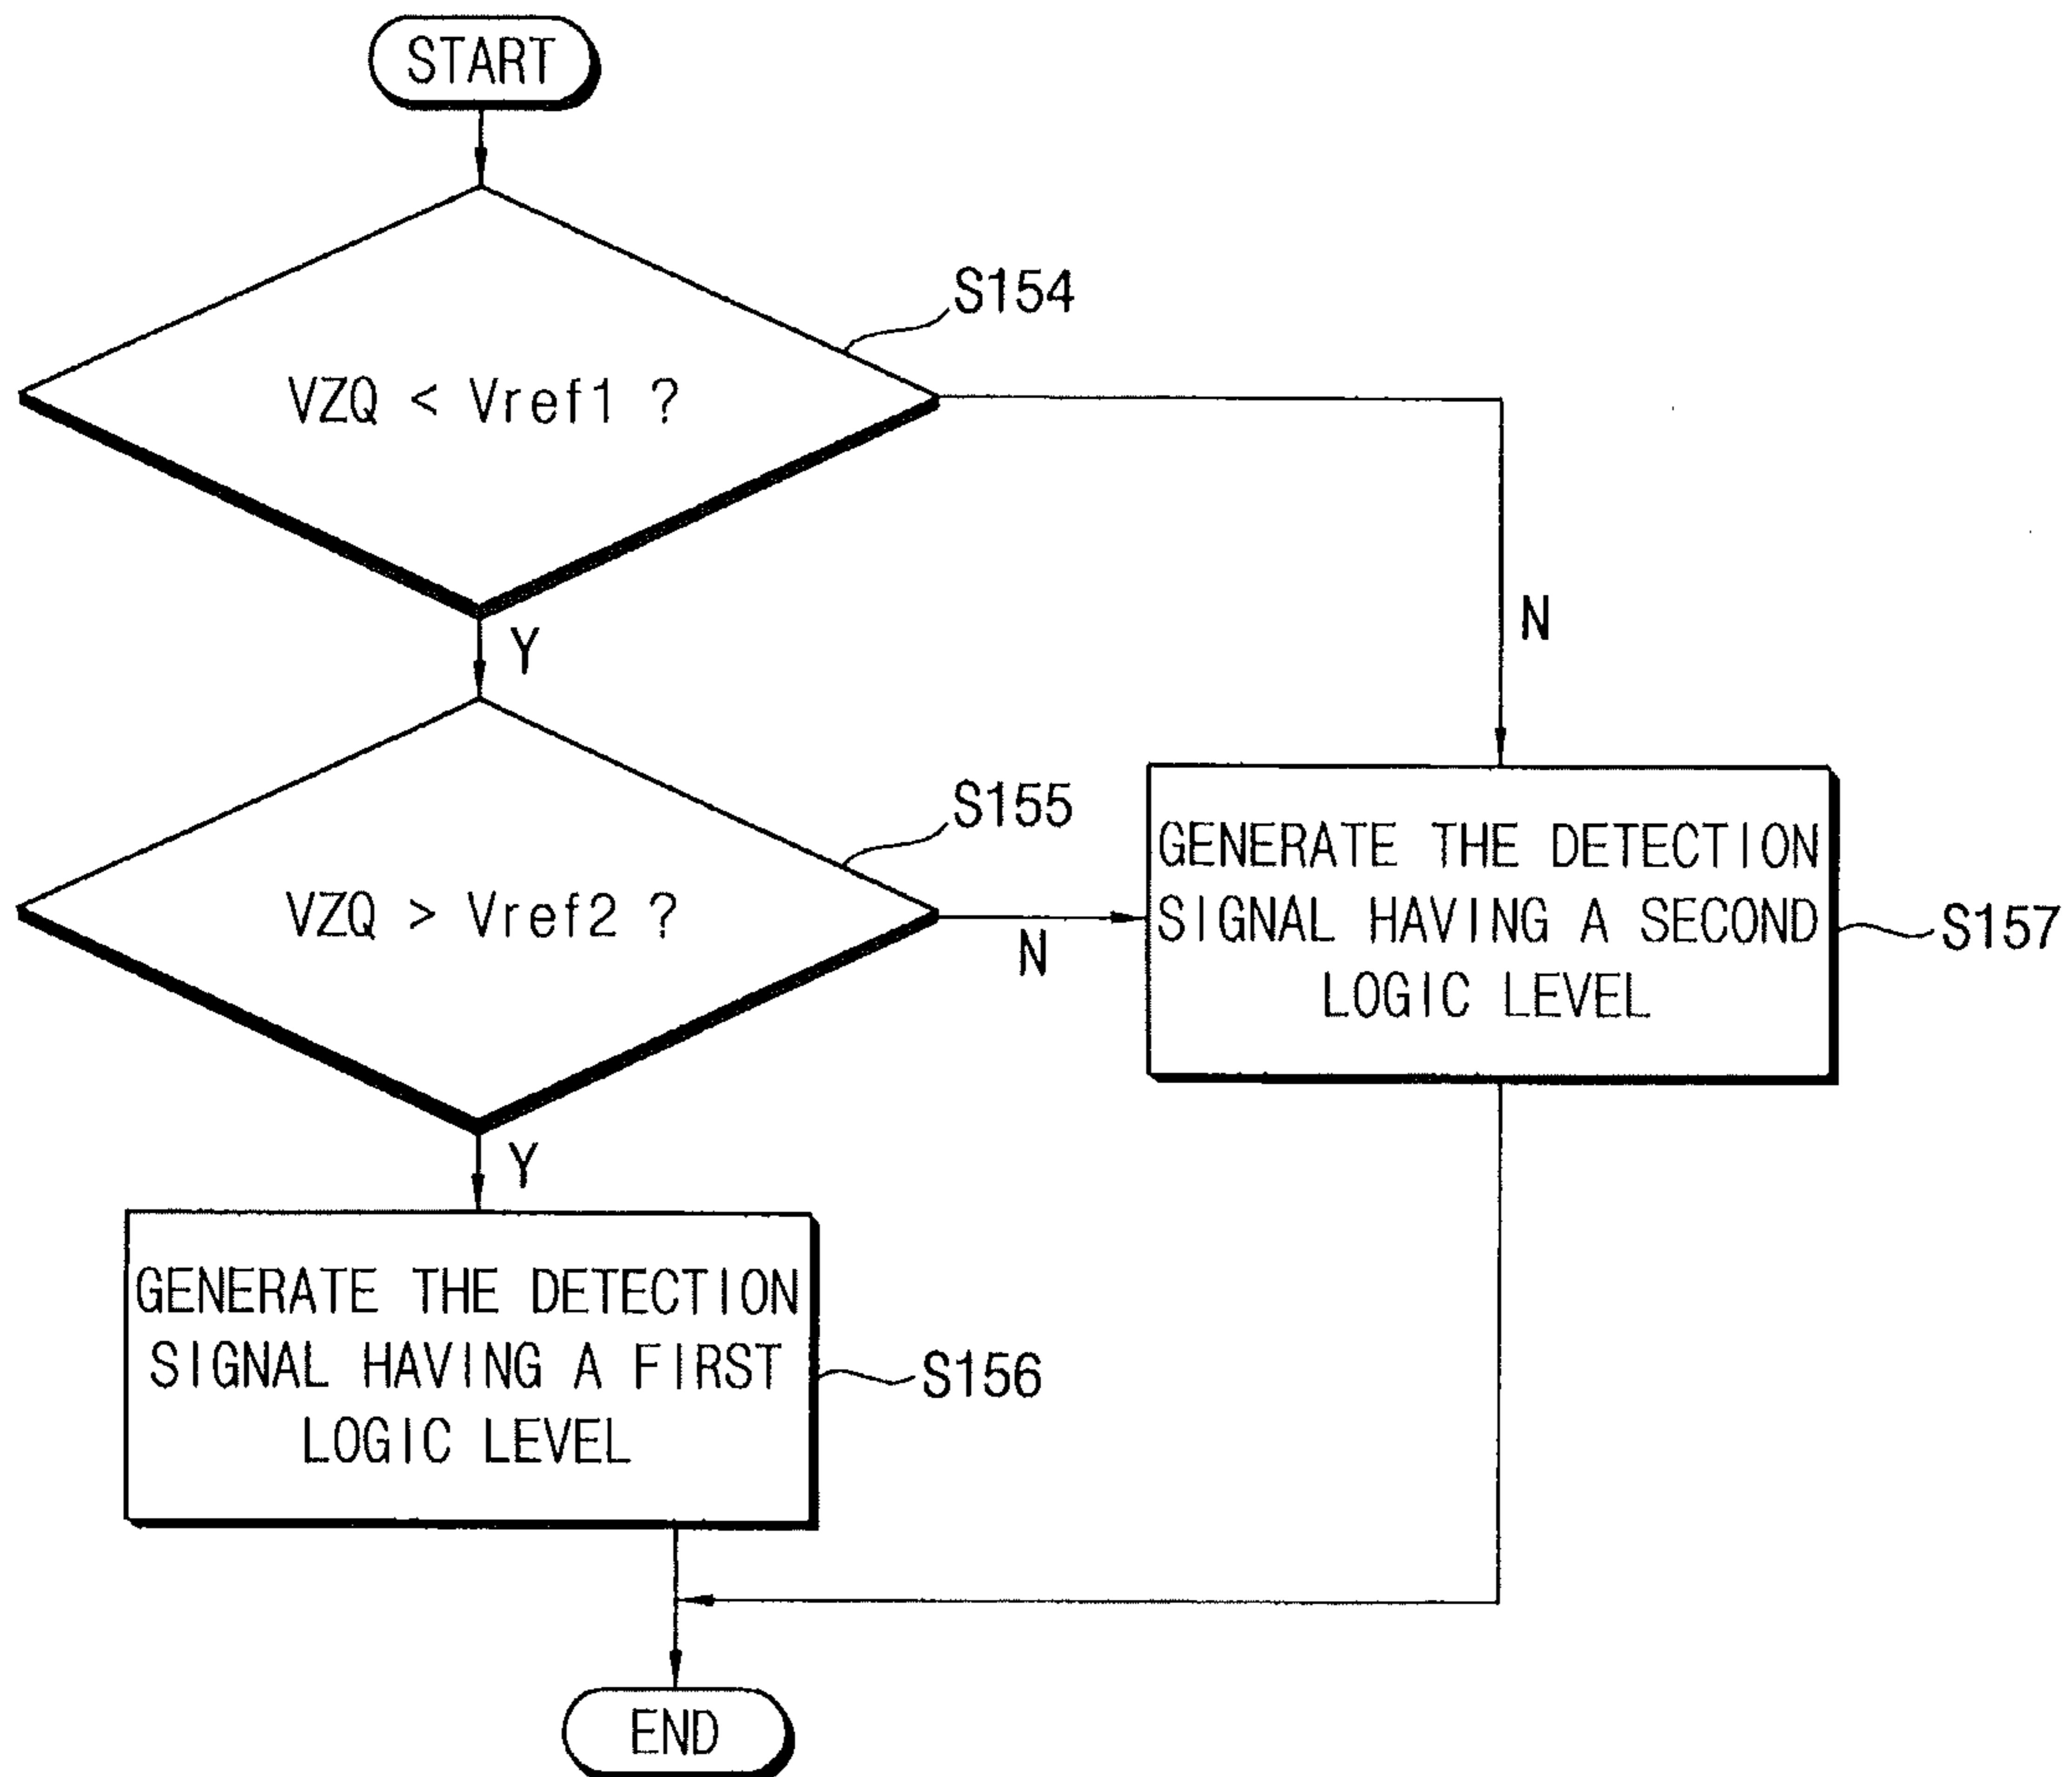 START
S154
VZQ < Vref1 ?
N
Y
S155
VZQ > Vref2 ?
N
GENERATE THE DETECTION
SIGNAL HAVING A SECOND
LOGIC LEVEL
S157
Y
GENERATE THE DETECTION
SIGNAL HAVING A FIRST
LOGIC LEVEL
S156
END